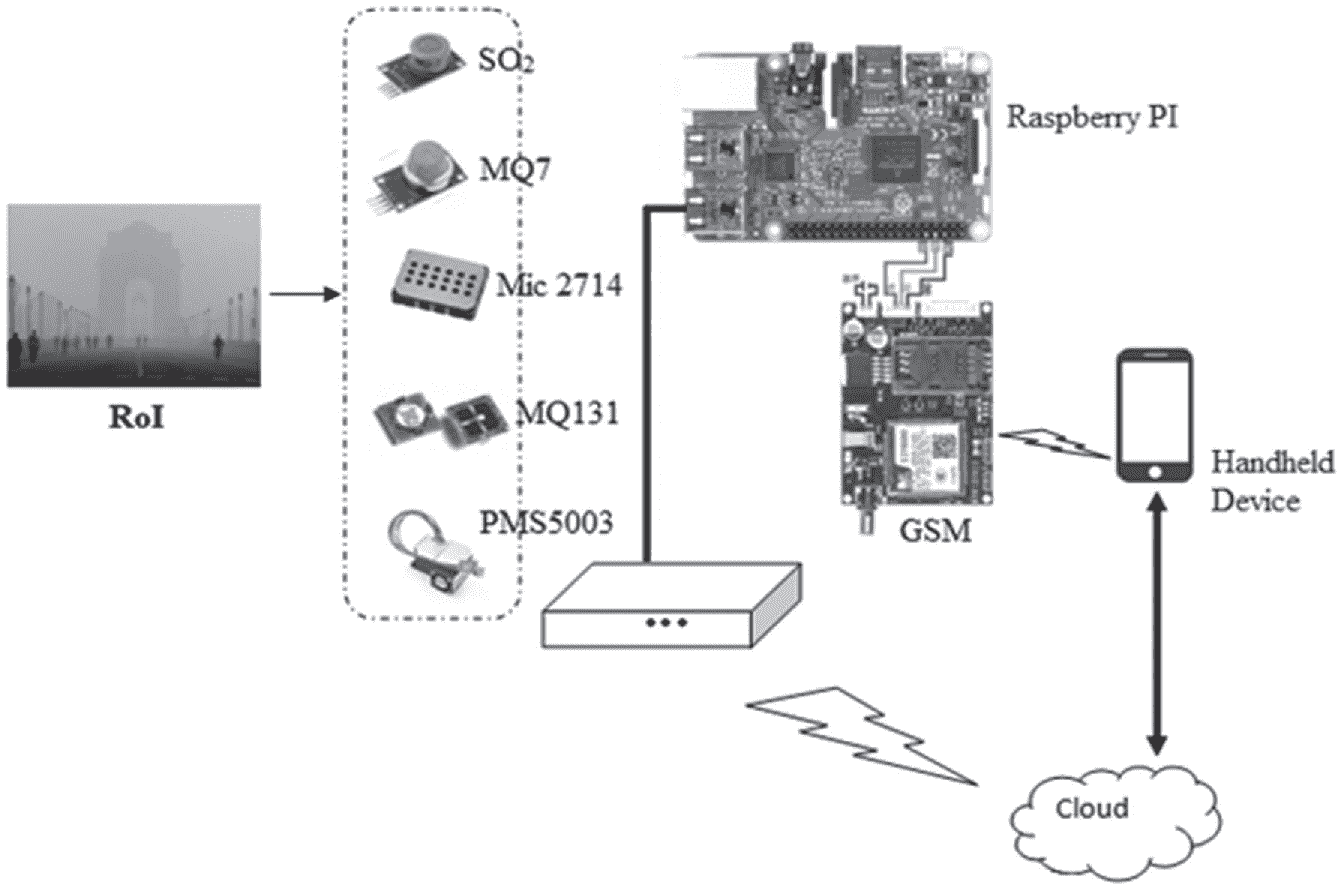 SO2
MQ7
Mic 2714
MQ131
PMS5003
RoI
Raspberry PI
GSM
Handheld
Device
Cloud